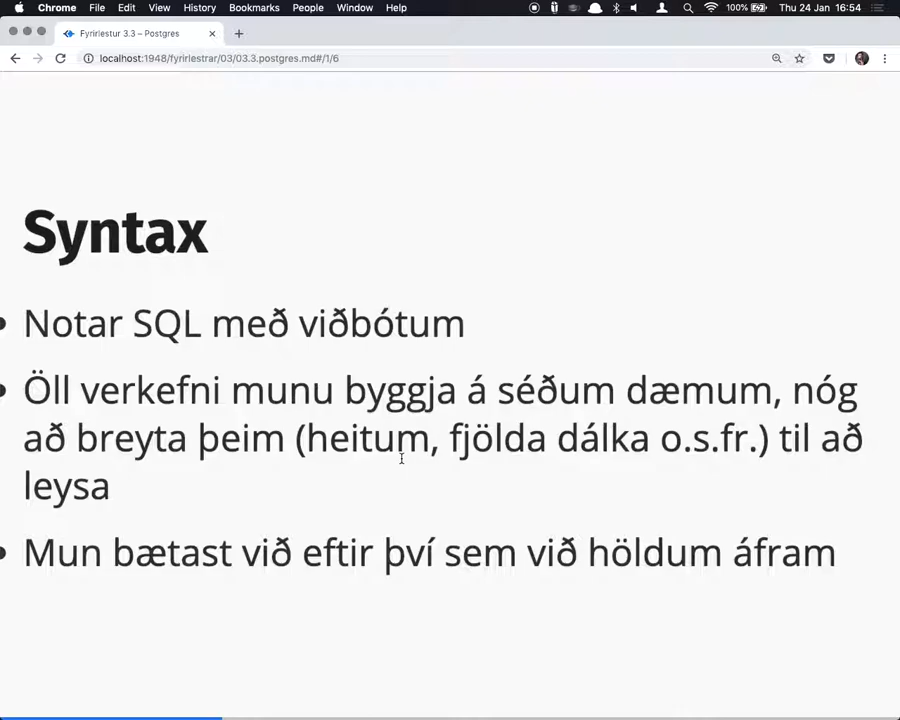 Chrome File Edit View History Bookmarks People Window Help 100% Thu 24 Jan 16:54
Fyrirlestur 3.3 – Postgres
localhost:1948/fyrirlestrar/03/03.3.postgres.md#/1/6
Syntax
• Notar SQL með viðbótum
• Öll verkefni munu byggja á séðum dæmum, nóg
að breyta þeim (heitum, fjölda dálka o.s.fr.) til að
leysa
• Mun bætast við eftir því sem við höldum áfram